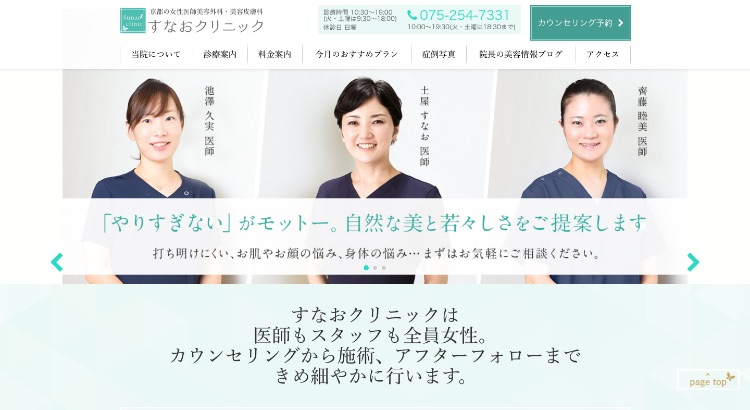 Sunao
clinic
京都の女性医師美容外科・美容皮膚科
すなおクリニック
診療時間 10:30〜19:00
(火・土曜は9:30〜18:30)
休診日 日曜
075-254-7331
10:00〜19:30(火・土曜は18:30まで)
カウンセリング予約
当院について
診療案内
料金案内
今月のおすすめプラン
症例写真
院長の美容情報ブログ
アクセス
池澤 久実 医師
土屋 すなお 医師
齊藤 睦美 医師
「やりすぎない」がモットー。自然な美と若々しさをご提案します
打ち明けにくい、お肌やお顔の悩み、身体の悩み…まずはお気軽にご相談ください。
すなおクリニックは
医師もスタッフも全員女性。
カウンセリングから施術、アフターフォローまで
きめ細やかに行います。
page top